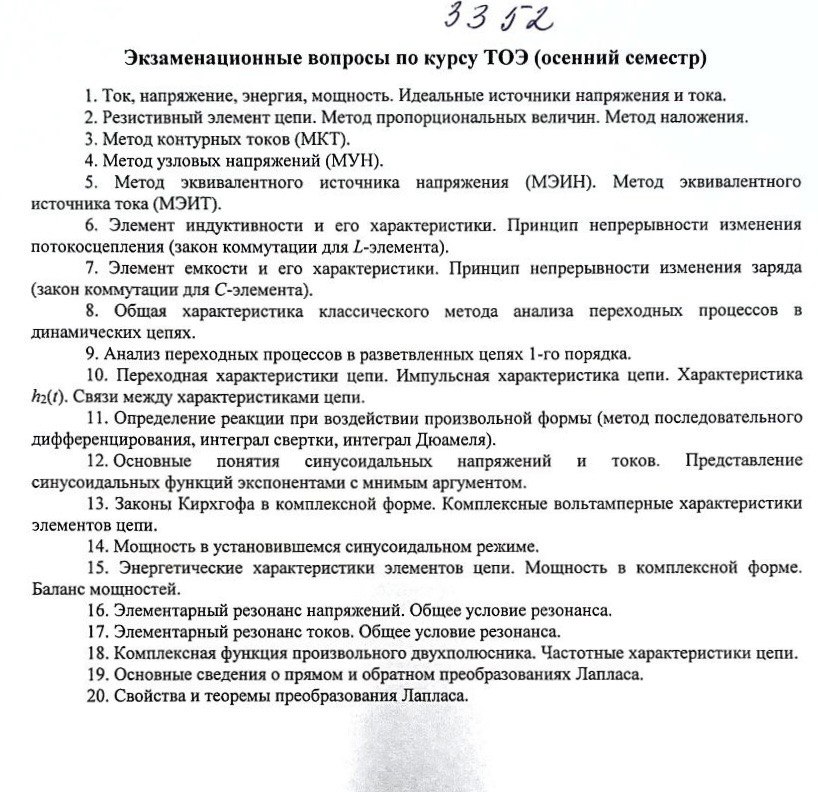 3352
Экзаменационные вопросы по курсу ТОЭ (осенний семестр)
1. Ток, напряжение, энергия, мощность. Идеальные источники напряжения и тока.
2. Резистивный элемент цепи. Метод пропорциональных величин. Метод наложения.
3. Метод контурных токов (МКТ).
4. Метод узловых напряжений (МУН).
5. Метод эквивалентного источника напряжения (МЭИН). Метод эквивалентного
источника тока (МЭИТ).
6. Элемент индуктивности и его характеристики. Принцип непрерывности изменения
потокосцепления (закон коммутации для L-элемента).
7. Элемент емкости и его характеристики. Принцип непрерывности изменения заряда
(закон коммутации для C-элемента).
8. Общая характеристика классического метода анализа переходных процессов в
динамических цепях.
9. Анализ переходных процессов в разветвленных цепях 1-го порядка.
10. Переходная характеристики цепи. Импульсная характеристика цепи. Характеристика
h₂(t). Связи между характеристиками цепи.
11. Определение реакции при воздействии произвольной формы (метод последовательного
дифференцирования, интеграл свертки, интеграл Дюамеля).
12. Основные понятия синусоидальных напряжений и токов. Представление
синусоидальных функций экспонентами с мнимым аргументом.
13. Законы Кирхгофа в комплексной форме. Комплексные вольтамперные характеристики
элементов цепи.
14. Мощность в установившемся синусоидальном режиме.
15. Энергетические характеристики элементов цепи. Мощность в комплексной форме.
Баланс мощностей.
16. Элементарный резонанс напряжений. Общее условие резонанса.
17. Элементарный резонанс токов. Общее условие резонанса.
18. Комплексная функция произвольного двухполюсника. Частотные характеристики цепи.
19. Основные сведения о прямом и обратном преобразованиях Лапласа.
20. Свойства и теоремы преобразования Лапласа.